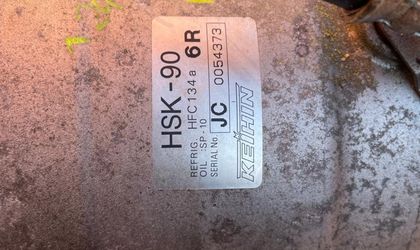 HSK-90
REFRIG. HFC134a 6R
OIL :SP-10
SERIAL No. JC 0054373
KEIHIN